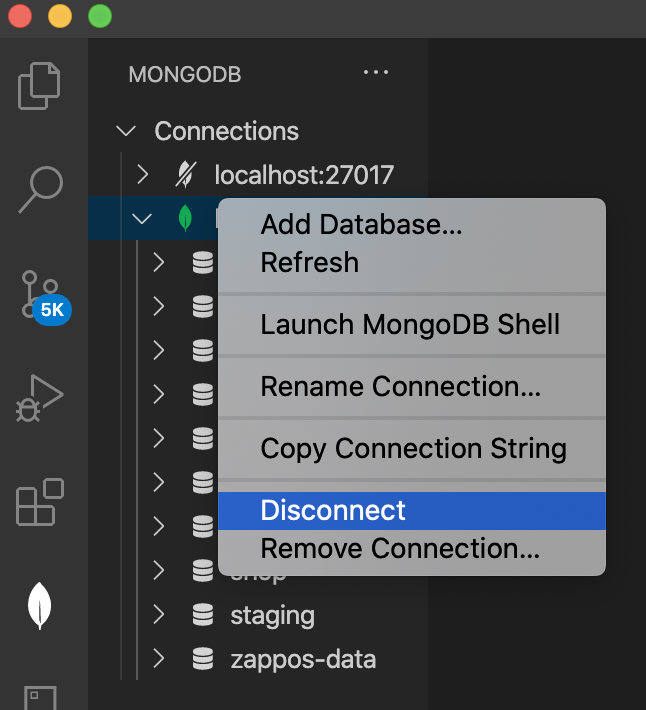 MONGODB
Connections
localhost:27017
Add Database...
Refresh
Launch MongoDB Shell
Rename Connection...
Copy Connection String
5K
Disconnect
Remove Connection...
shop
staging
zappos-data